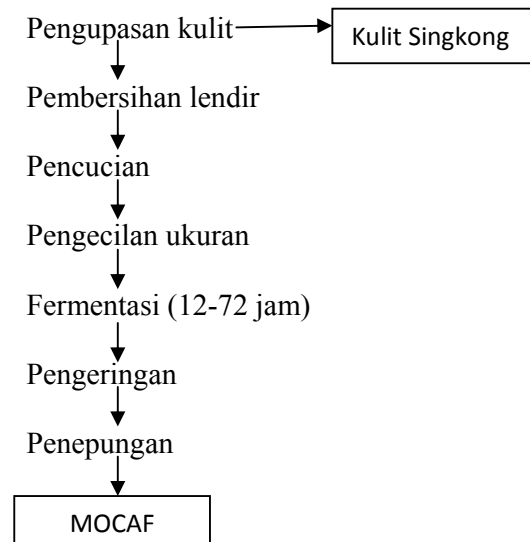 Pengupasan kulit
Kulit Singkong
Pembersihan lendir
Pencucian
Pengecilan ukuran
Fermentasi (12-72 jam)
Pengeringan
Penepungan
MOCAF